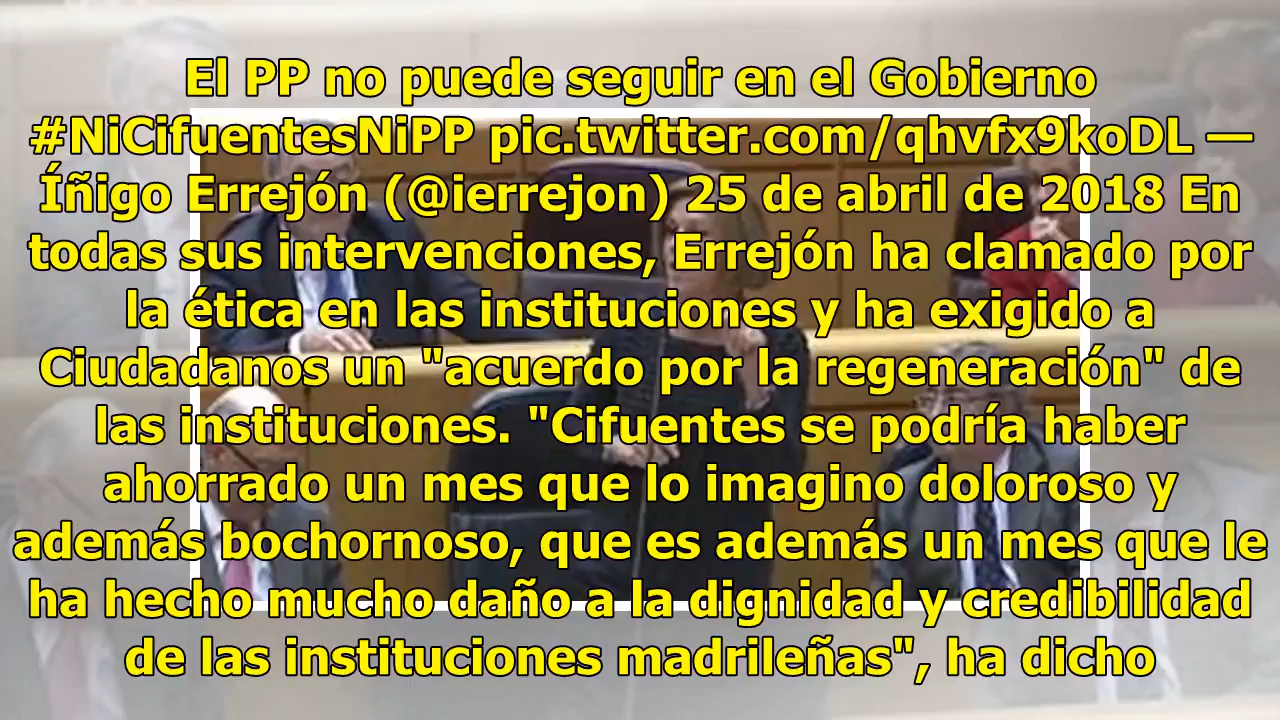 El PP no puede seguir en el Gobierno
#NiCifuentesNiPP pic.twitter.com/qhvfx9koDL —
Íñigo Errejón (@ierrejon) 25 de abril de 2018 En
todas sus intervenciones, Errejón ha clamado por
la ética en las instituciones y ha exigido a
Ciudadanos un "acuerdo por la regeneración" de
las instituciones. "Cifuentes se podría haber
ahorrado un mes que lo imagino doloroso y
además bochornoso, que es además un mes que le
ha hecho mucho daño a la dignidad y credibilidad
de las instituciones madrileñas", ha dicho